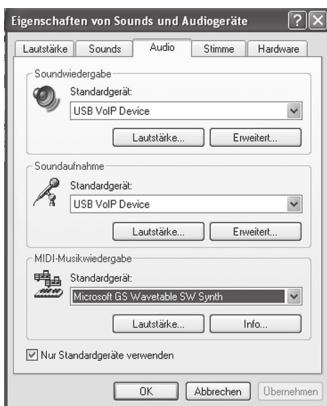 Eigenschaften von Sounds und Audiogeräte
Lautstärke Sounds Audio Stimme Hardware
Soundwiedergabe
Standardgerät:
USB VoIP Device
Lautstärke... Erweitert...
Soundaufnahme
Standardgerät:
USB VoIP Device
Lautstärke... Erweitert...
MIDI-Musikwiedergabe
Standardgerät:
Microsoft GS Wavetable SW Synth
Lautstärke... Info...
Nur Standardgeräte verwenden
OK Abbrechen Übernehmen